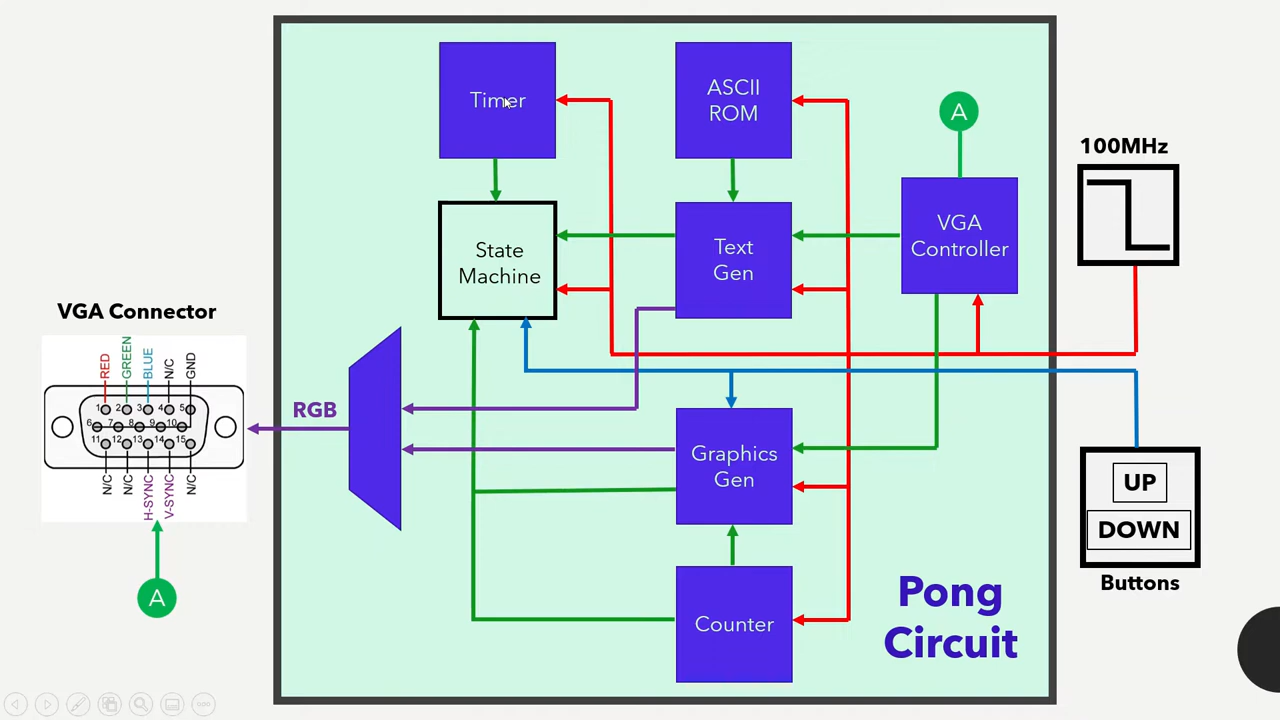 Timer
ASCII
ROM
A
100MHz
State
Machine
Text
Gen
VGA
Controller
VGA Connector
RED
GREEN
BLUE
N/C
GND
1 2 3 4 5
6 7 8 9 10
11 12 13 14 15
N/C
N/C
H-SYNC
V-SYNC
N/C
RGB
Graphics
Gen
UP
DOWN
Buttons
A
Counter
Pong
Circuit